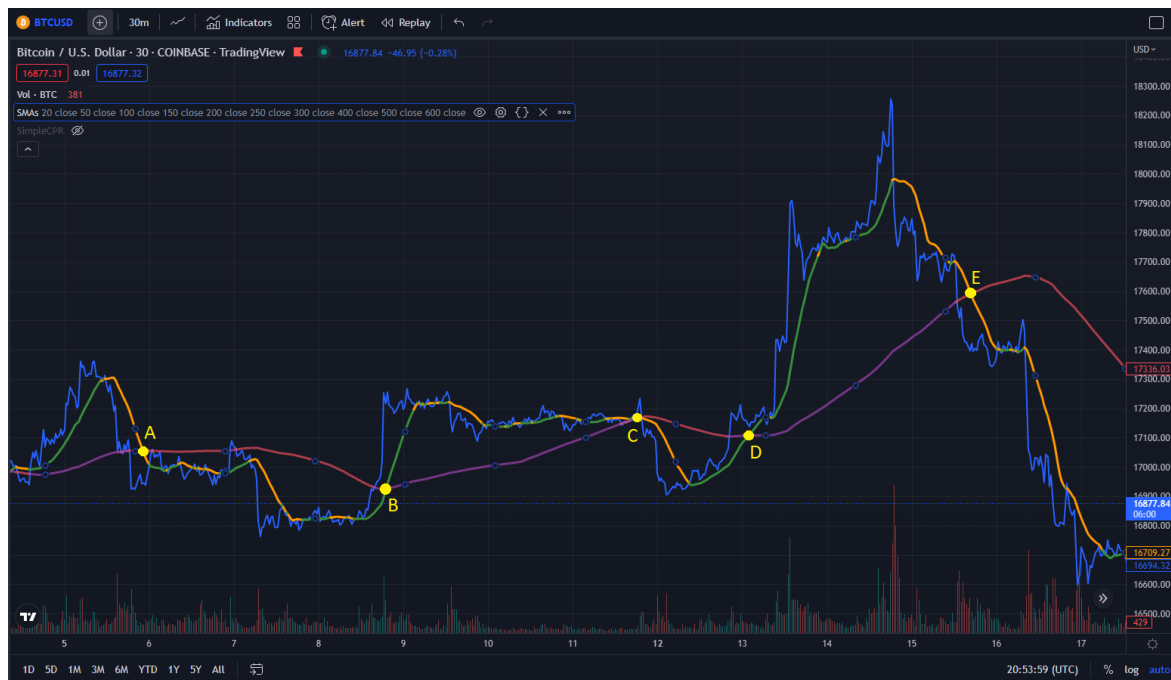 BTCUSD 30m Indicators Alert Replay
Bitcoin / U.S. Dollar · 30 · COINBASE · TradingView 16877.84 −46.95 (−0.28%) USD
16877.31 0.01 16877.32
Vol · BTC 381
SMAs 20 close 50 close 100 close 150 close 200 close 250 close 300 close 400 close 500 close 600 close
SimpleCPR
18300.00
18200.00
18100.00
18000.00
17900.00
17800.00
17700.00
E
17600.00
17500.00
17400.00
17336.03
17300.00
17200.00
A
C
17100.00
D
17000.00
B
16900.00
16877.84
06:00
16800.00
16709.27
16694.32
16600.00
16500.00
429
5 6 7 8 9 10 11 12 13 14 15 16 17
1D 5D 1M 3M 6M YTD 1Y 5Y All 20:53:59 (UTC) % log auto